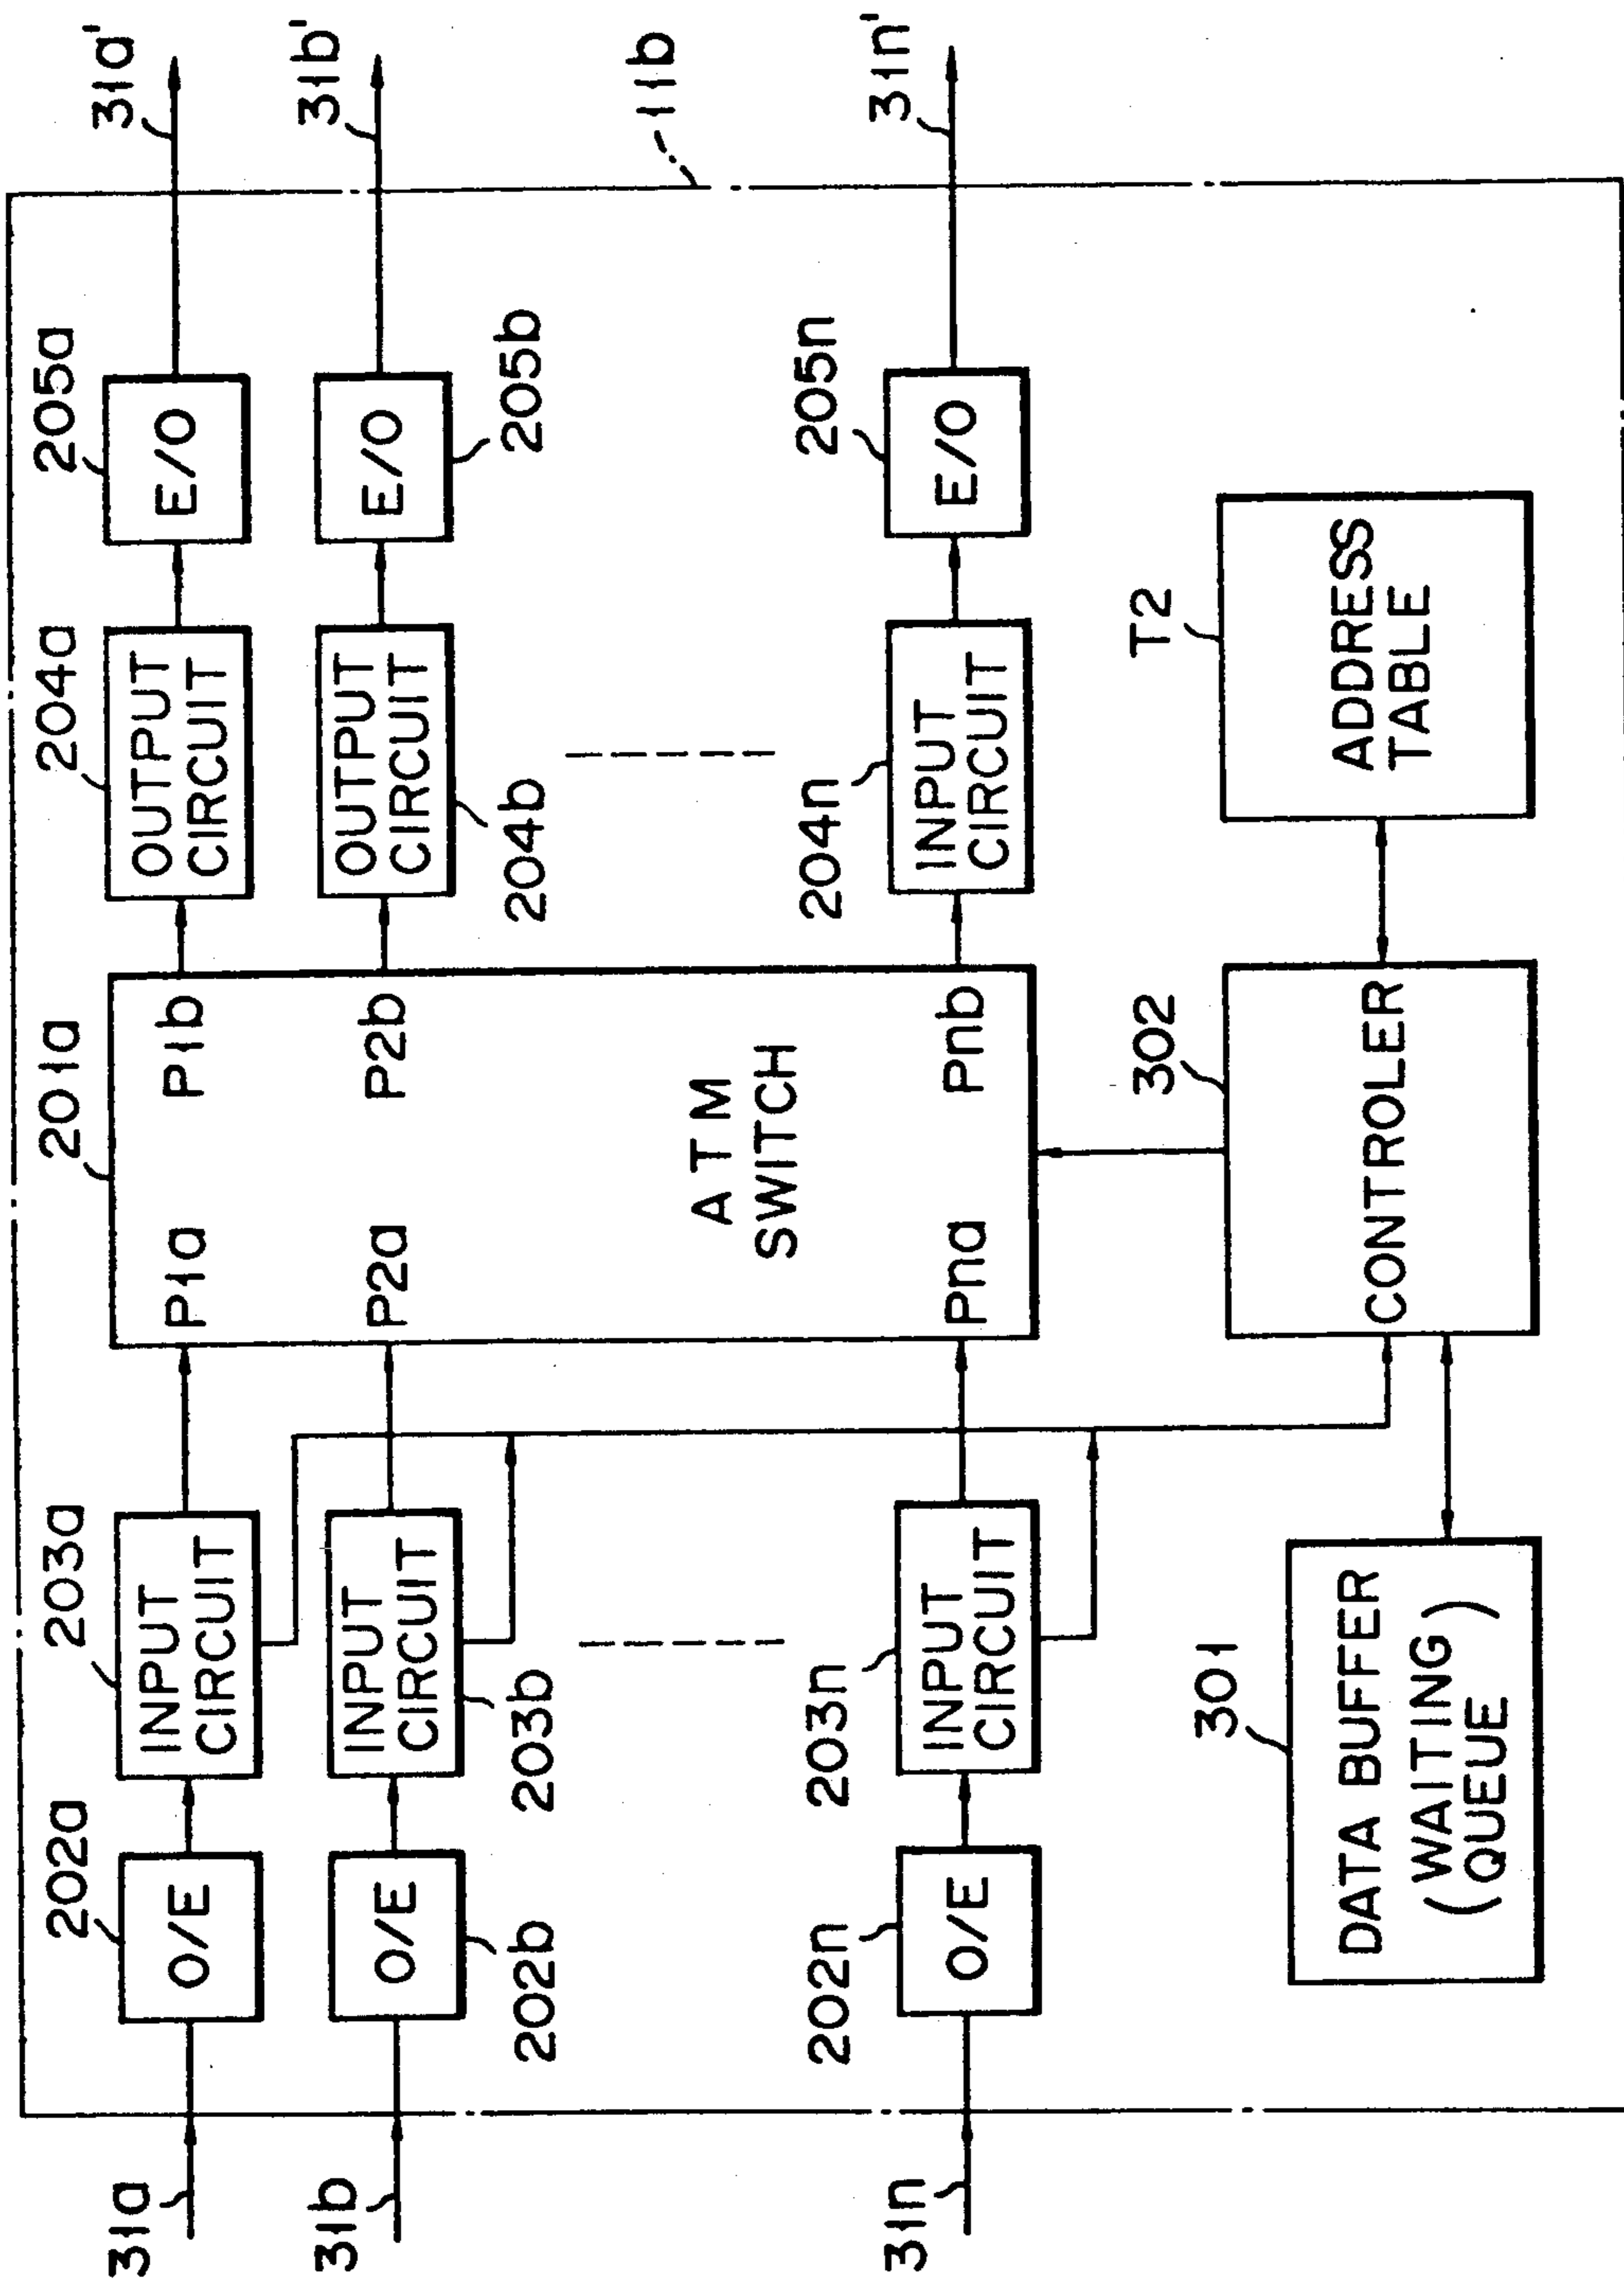 31a
202a
O/E
203a
INPUT
CIRCUIT
201a
P1a
P1b
204a
OUTPUT
CIRCUIT
205a
E/O
31a'
31b
O/E
202b
INPUT
CIRCUIT
203b
P2a
P2b
OUTPUT
CIRCUIT
204b
E/O
205b
31b'
11b
ATM
SWITCH
31n
202n
O/E
203n
INPUT
CIRCUIT
Pna
Pnb
204n
INPUT
CIRCUIT
205n
E/O
31n'
301
DATA BUFFER
(WAITING)
(QUEUE )
302
CONTROLER
T2
ADDRESS
TABLE